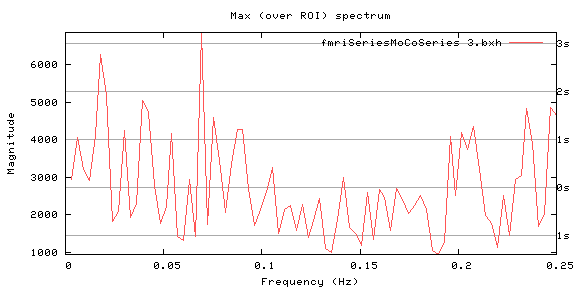 Max (over ROI) spectrum
fmriSeriesMoCoSeries 3.bxh
Magnitude
6000
5000
4000
3000
2000
1000
3s
2s
1s
0s
1s
0 0.05 0.1 0.15 0.2 0.25
Frequency (Hz)